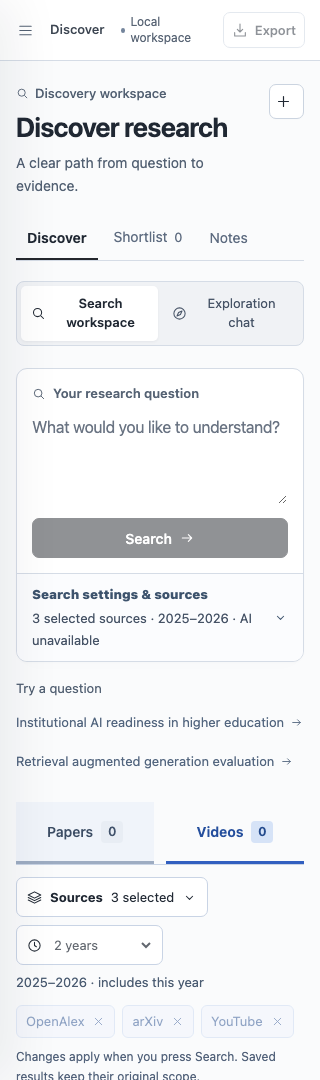 Discover
Local
workspace
Export
Discovery workspace
Discover research
A clear path from question to
evidence.
Discover
Shortlist 0
Notes
Search
workspace
Exploration
chat
Your research question
What would you like to understand?
Search
Search settings & sources
3 selected sources · 2025–2026 · AI
unavailable
Try a question
Institutional AI readiness in higher education
Retrieval augmented generation evaluation
Papers 0
Videos 0
Sources 3 selected
2 years
2025–2026 · includes this year
OpenAlex
arXiv
YouTube
Changes apply when you press Search. Saved
results keep their original scope.